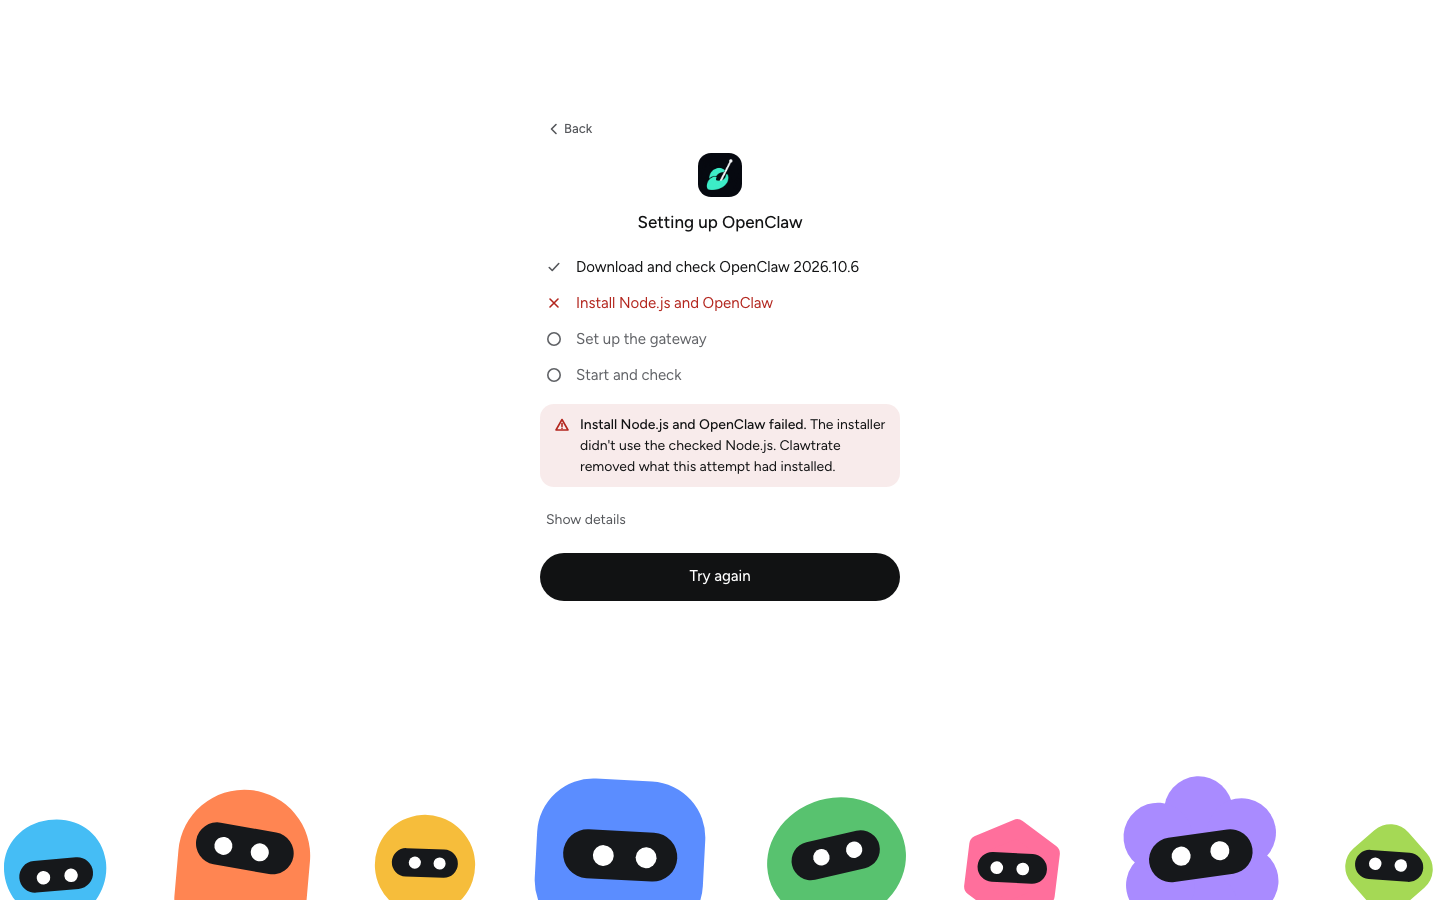 Back
Setting up OpenClaw
Download and check OpenClaw 2026.10.6
Install Node.js and OpenClaw
Set up the gateway
Start and check
Install Node.js and OpenClaw failed. The installer
didn't use the checked Node.js. Clawtrate
removed what this attempt had installed.
Show details
Try again